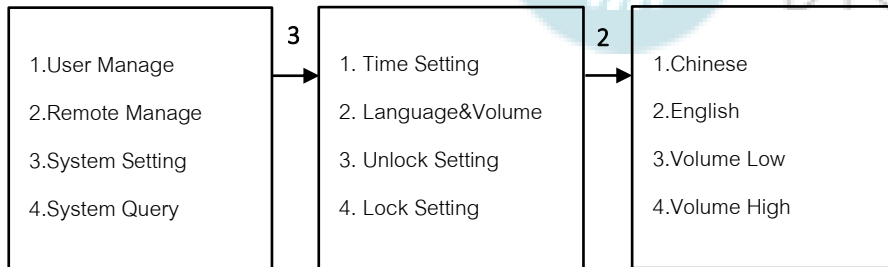 3
2
1.User Manage
2.Remote Manage
3.System Setting
4.System Query
1. Time Setting
2. Language&Volume
3. Unlock Setting
4. Lock Setting
1.Chinese
2.English
3.Volume Low
4.Volume High